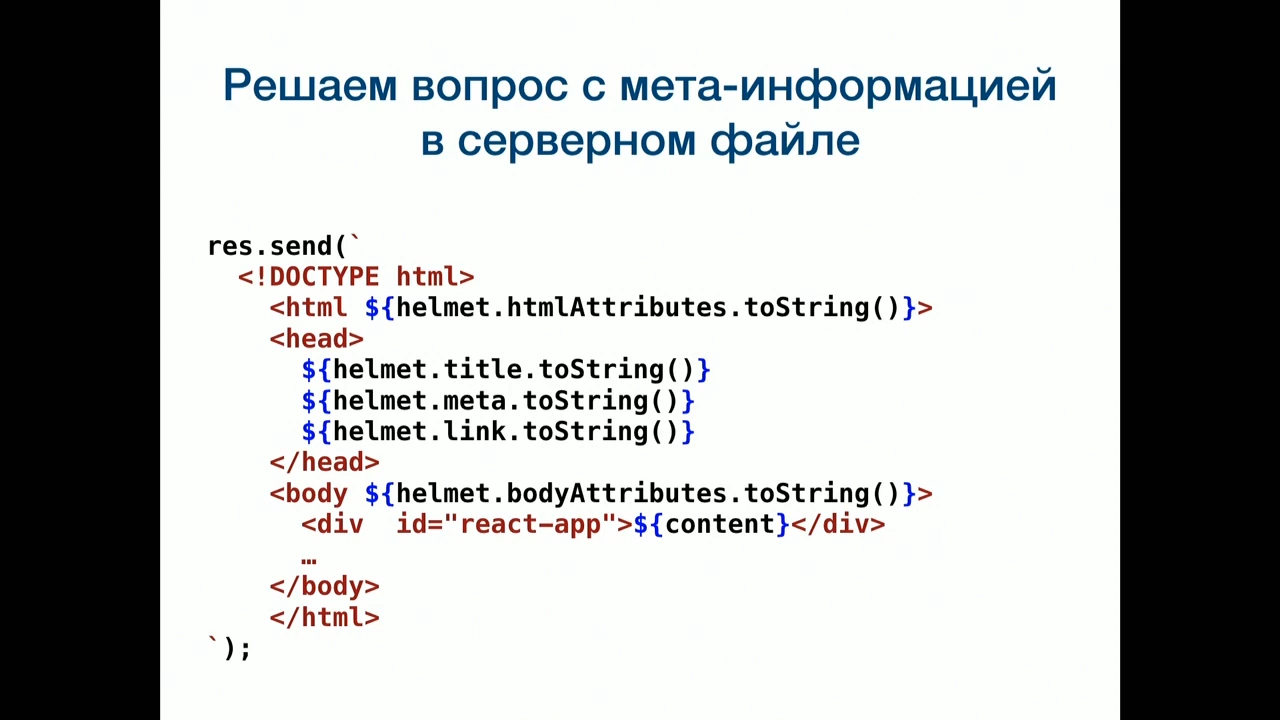 Решаем вопрос с мета-информацией
в серверном файле
res.send(`
  <!DOCTYPE html>
    <html ${helmet.htmlAttributes.toString()}>
    <head>
      ${helmet.title.toString()}
      ${helmet.meta.toString()}
      ${helmet.link.toString()}
    </head>
    <body ${helmet.bodyAttributes.toString()}>
      <div  id="react-app">${content}</div>
      …
    </body>
    </html>
`);